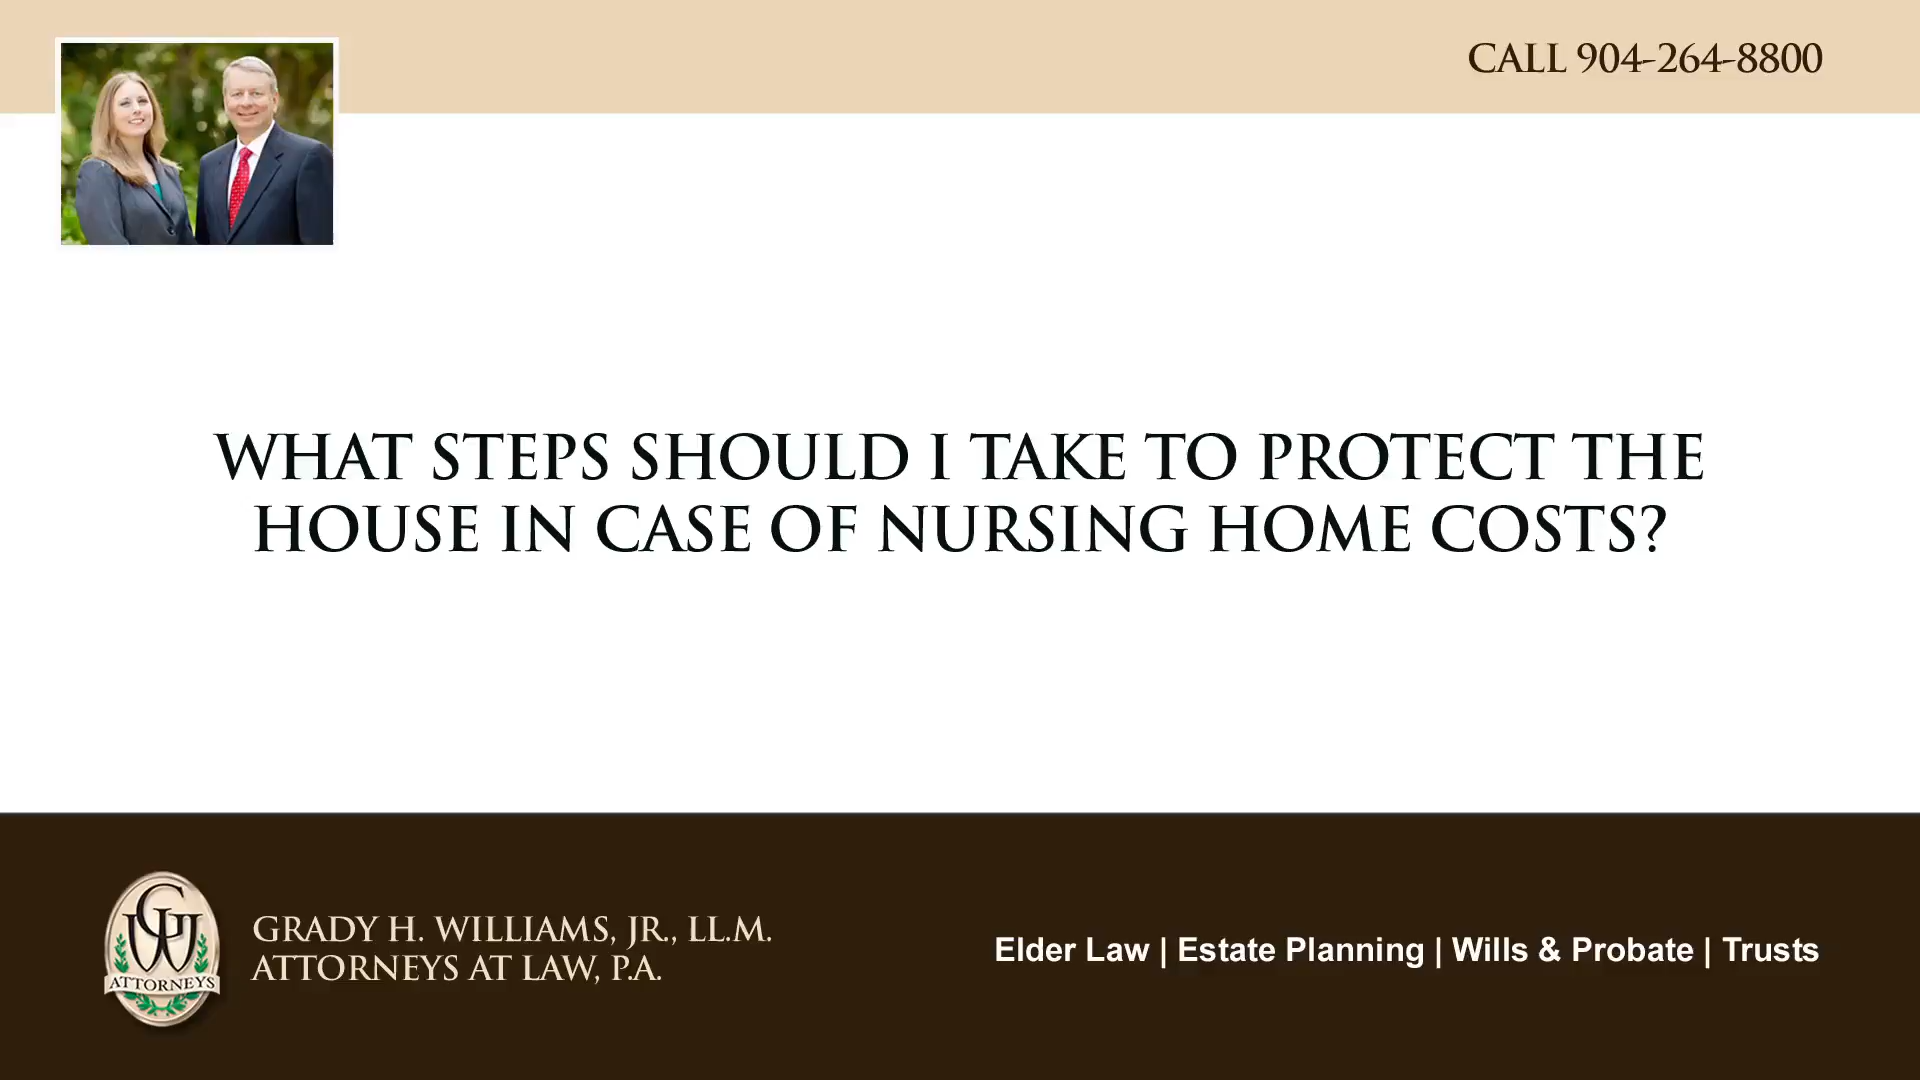 CALL 904-264-8800
WHAT STEPS SHOULD I TAKE TO PROTECT THE
HOUSE IN CASE OF NURSING HOME COSTS?
GW
ATTORNEYS
GRADY H. WILLIAMS, JR., LL.M.
ATTORNEYS AT LAW, P.A.
Elder Law | Estate Planning | Wills & Probate | Trusts